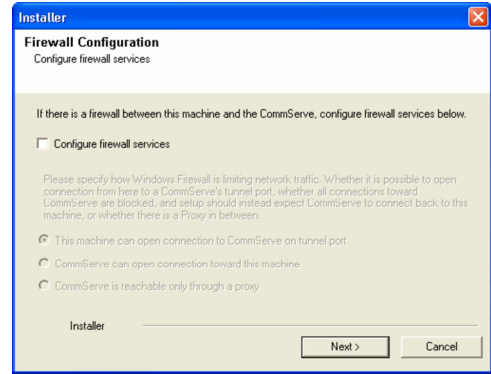 Installer
Firewall Configuration
Configure firewall services
If there is a firewall between this machine and the CommServe, configure firewall services below.
Configure firewall services
Please specify how Windows Firewall is limiting network traffic. Whether it is possible to open
connection from here to a CommServe's tunnel port, whether all connections toward
CommServe are blocked, and setup should instead expect CommServe to connect back to this
machine, or whether there is a Proxy in between.
This machine can open connection to CommServe on tunnel port
CommServe can open connection toward this machine
CommServe is reachable only through a proxy
Installer
Next >
Cancel